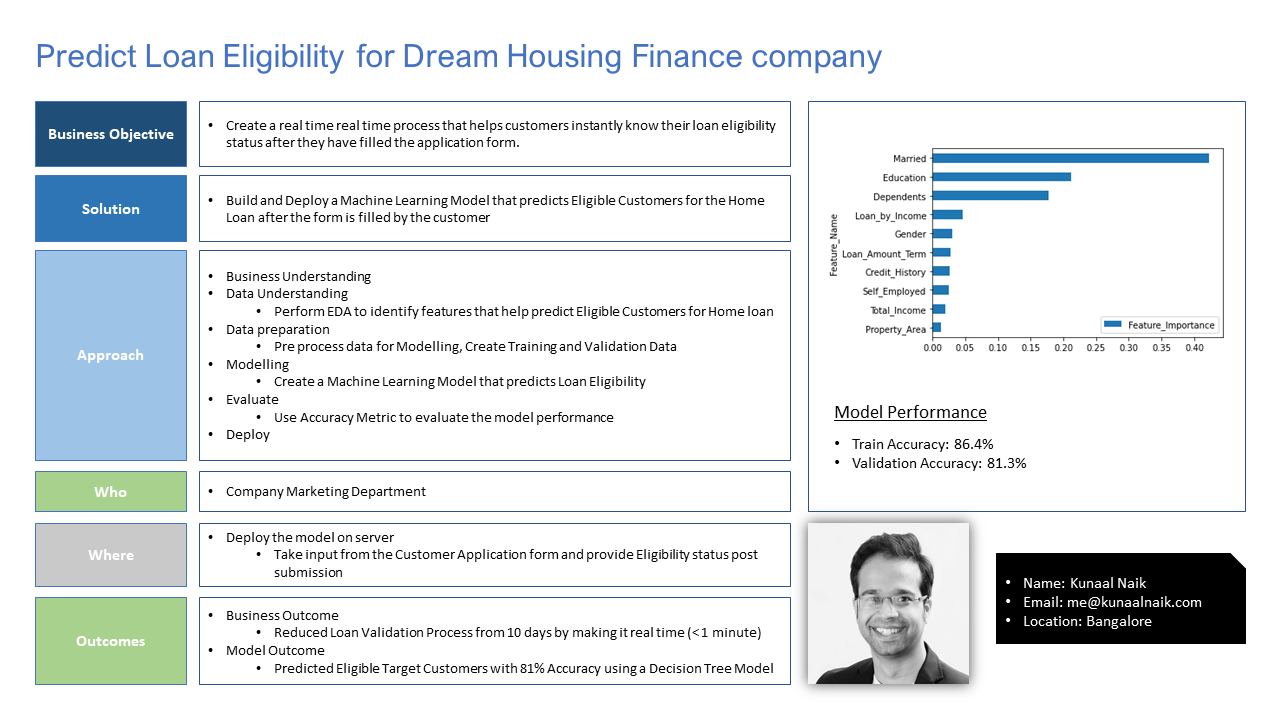 Predict Loan Eligibility for Dream Housing Finance company
Business Objective
• Create a real time real time process that helps customers instantly know their loan eligibility
status after they have filled the application form.
Solution
• Build and Deploy a Machine Learning Model that predicts Eligible Customers for the Home
Loan after the form is filled by the customer
Approach
• Business Understanding
• Data Understanding
• Perform EDA to identify features that help predict Eligible Customers for Home loan
• Data preparation
• Pre process data for Modelling, Create Training and Validation Data
• Modelling
• Create a Machine Learning Model that predicts Loan Eligibility
• Evaluate
• Use Accuracy Metric to evaluate the model performance
• Deploy
Who
• Company Marketing Department
Where
• Deploy the model on server
• Take input from the Customer Application form and provide Eligibility status post
submission
Outcomes
• Business Outcome
• Reduced Loan Validation Process from 10 days by making it real time (<1 minute)
• Model Outcome
• Predicted Eligible Target Customers with 81% Accuracy using a Decision Tree Model
Feature_Name
Married
Education
Dependents
Loan_by_Income
Gender
Loan_Amount_Term
Credit_History
Self_Employed
Total_Income
Property_Area
Feature_Importance
0.00 0.05 0.10 0.15 0.20 0.25 0.30 0.35 0.40
Model Performance
• Train Accuracy: 86.4%
• Validation Accuracy: 81.3%
• Name: Kunaal Naik
• Email: me@kunaalnaik.com
• Location: Bangalore